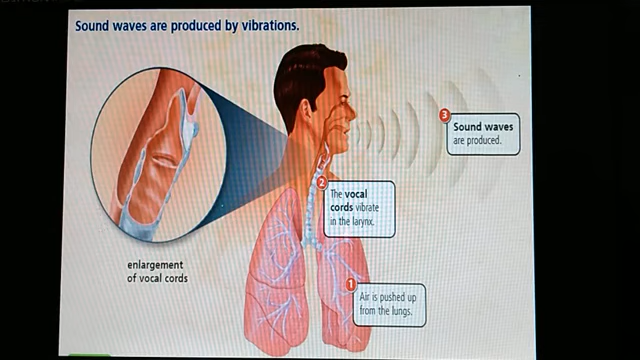 Sound waves are produced by vibrations.
3
Sound waves
are produced.
2
The vocal
cords vibrate
in the larynx.
enlargement
of vocal cords
1
Air is pushed up
from the lungs.